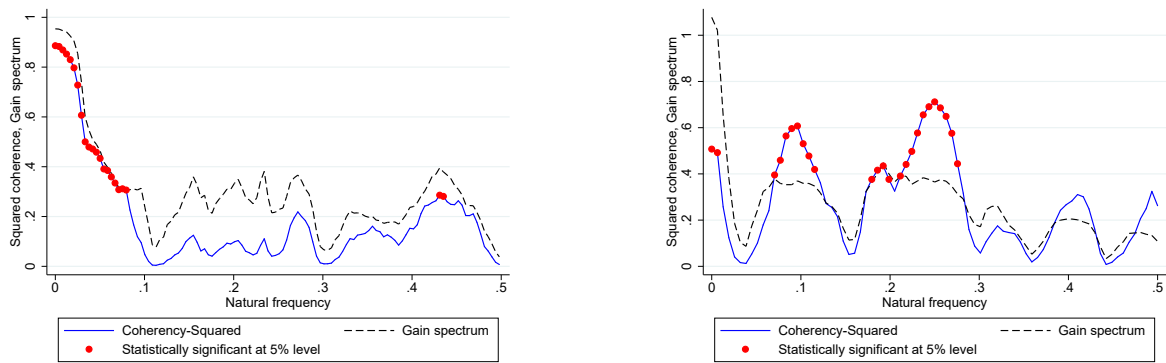 Squared coherence, Gain spectrum
1
.8
.6
.4
.2
0
0
.1
.2
.3
.4
.5
Natural frequency
Coherency-Squared
Gain spectrum
Statistically significant at 5% level
Squared coherence, Gain spectrum
1
.8
.6
.4
.2
0
0
.1
.2
.3
.4
.5
Natural frequency
Coherency-Squared
Gain spectrum
Statistically significant at 5% level